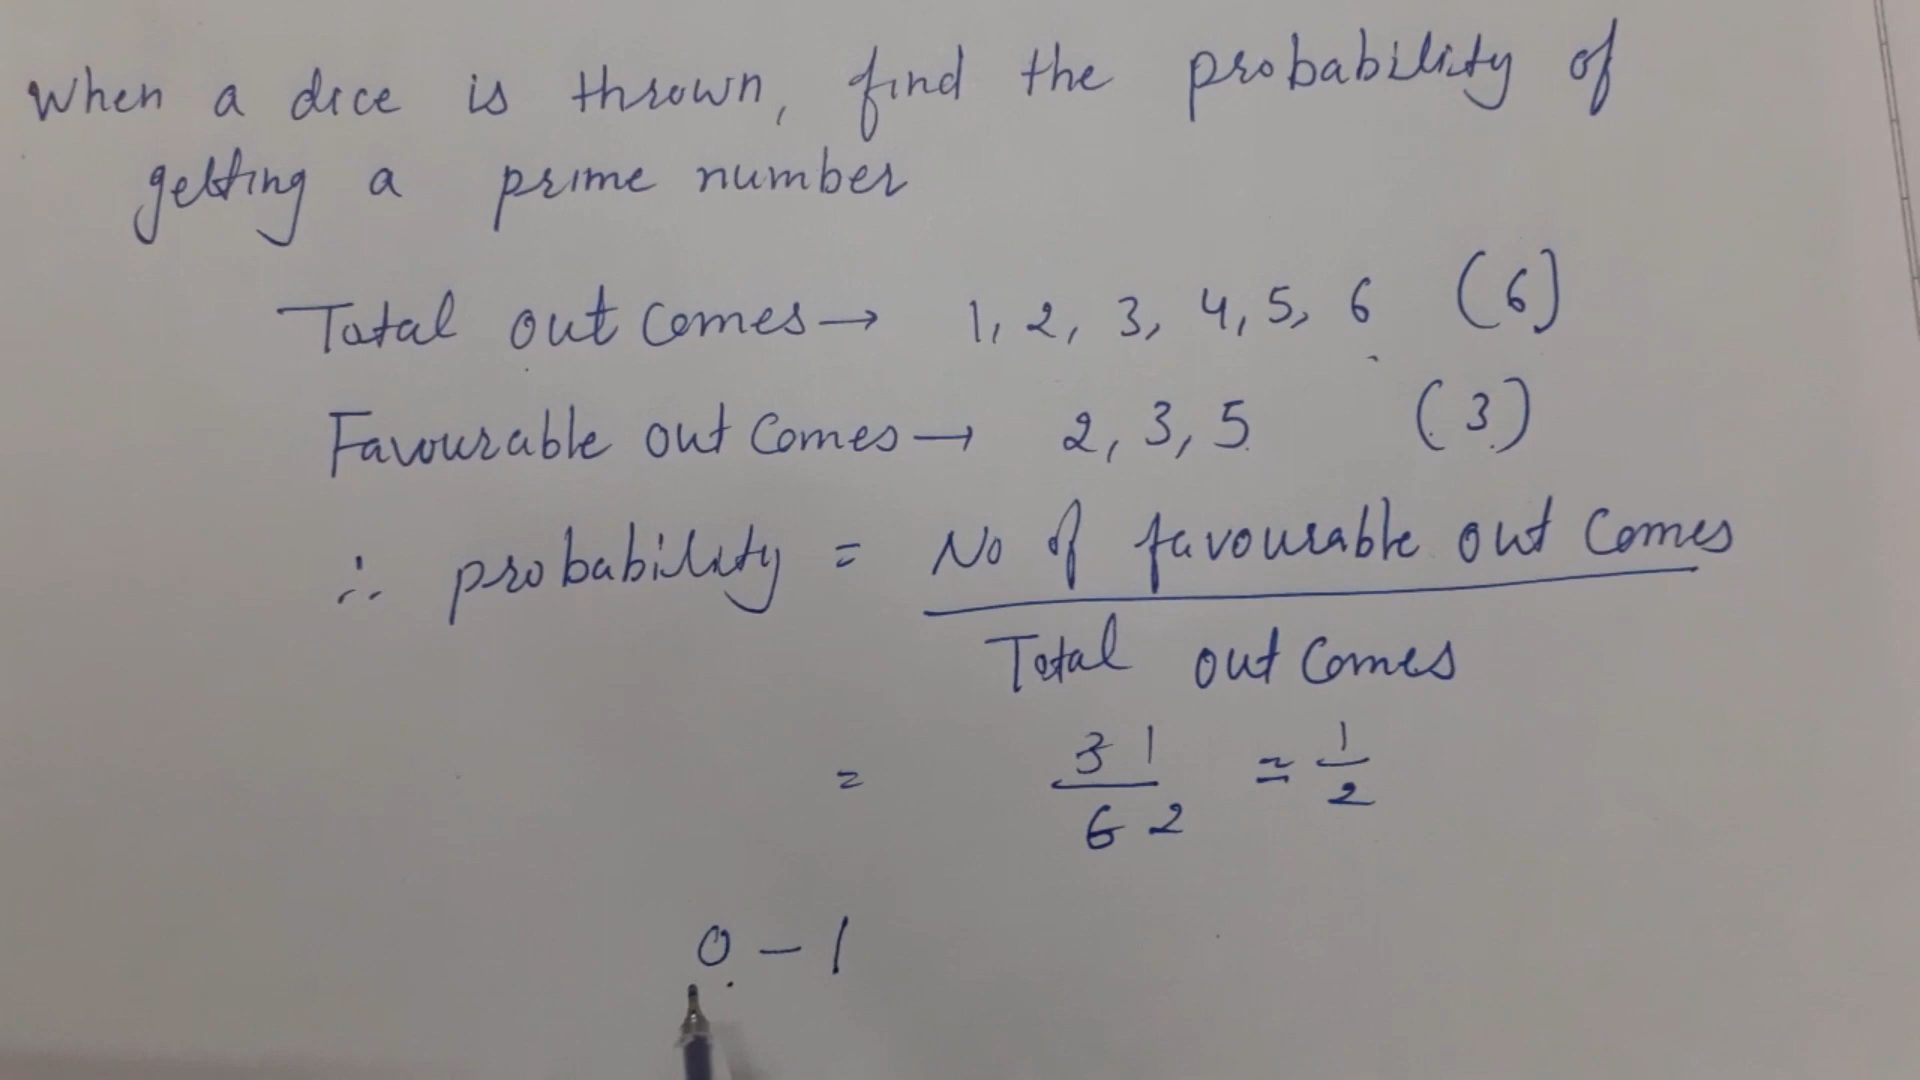 When a dice is thrown, find the probability of
getting a prime number
Total out comes → 1, 2, 3, 4, 5, 6 (6)
Favourable out comes → 2, 3, 5 (3)
∴ probability = No of favourable out comes
Total out comes
= 3 1 = 1
6 2 2
0 - 1